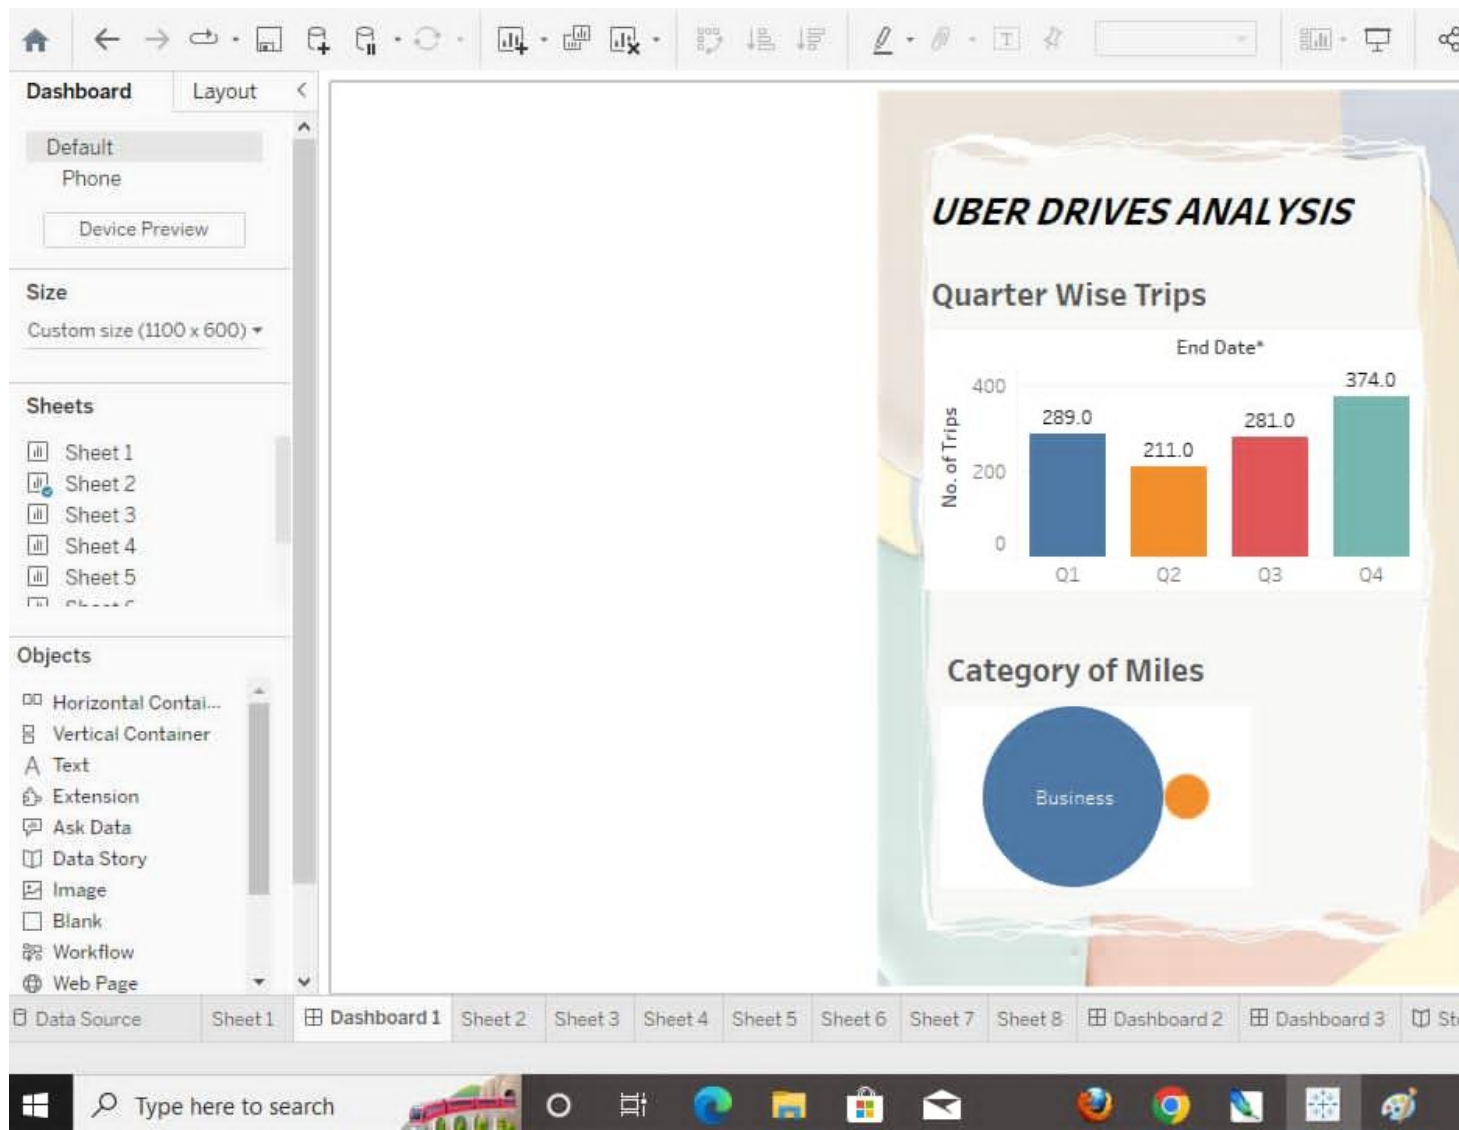 Dashboard
Layout
Default
Phone
Device Preview
Size
Custom size (1100 x 600)
Sheets
Sheet 1
Sheet 2
Sheet 3
Sheet 4
Sheet 5
Objects
Horizontal Contai...
Vertical Container
Text
Extension
Ask Data
Data Story
Image
Blank
Workflow
Web Page
UBER DRIVES ANALYSIS
Quarter Wise Trips
End Date*
No. of Trips
400
200
0
289.0
211.0
281.0
374.0
Q1
Q2
Q3
Q4
Category of Miles
Business
Data Source
Sheet 1
Dashboard 1
Sheet 2
Sheet 3
Sheet 4
Sheet 5
Sheet 6
Sheet 7
Sheet 8
Dashboard 2
Dashboard 3
Type here to search